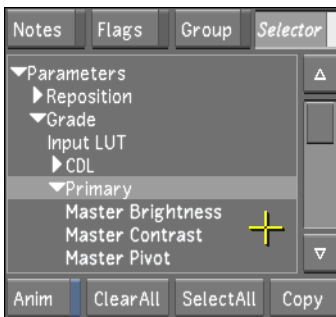 Notes Flags Group Selector
Parameters
Reposition
Grade
Input LUT
CDL
Primary
Master Brightness
Master Contrast
Master Pivot
Anim ClearAll SelectAll Copy